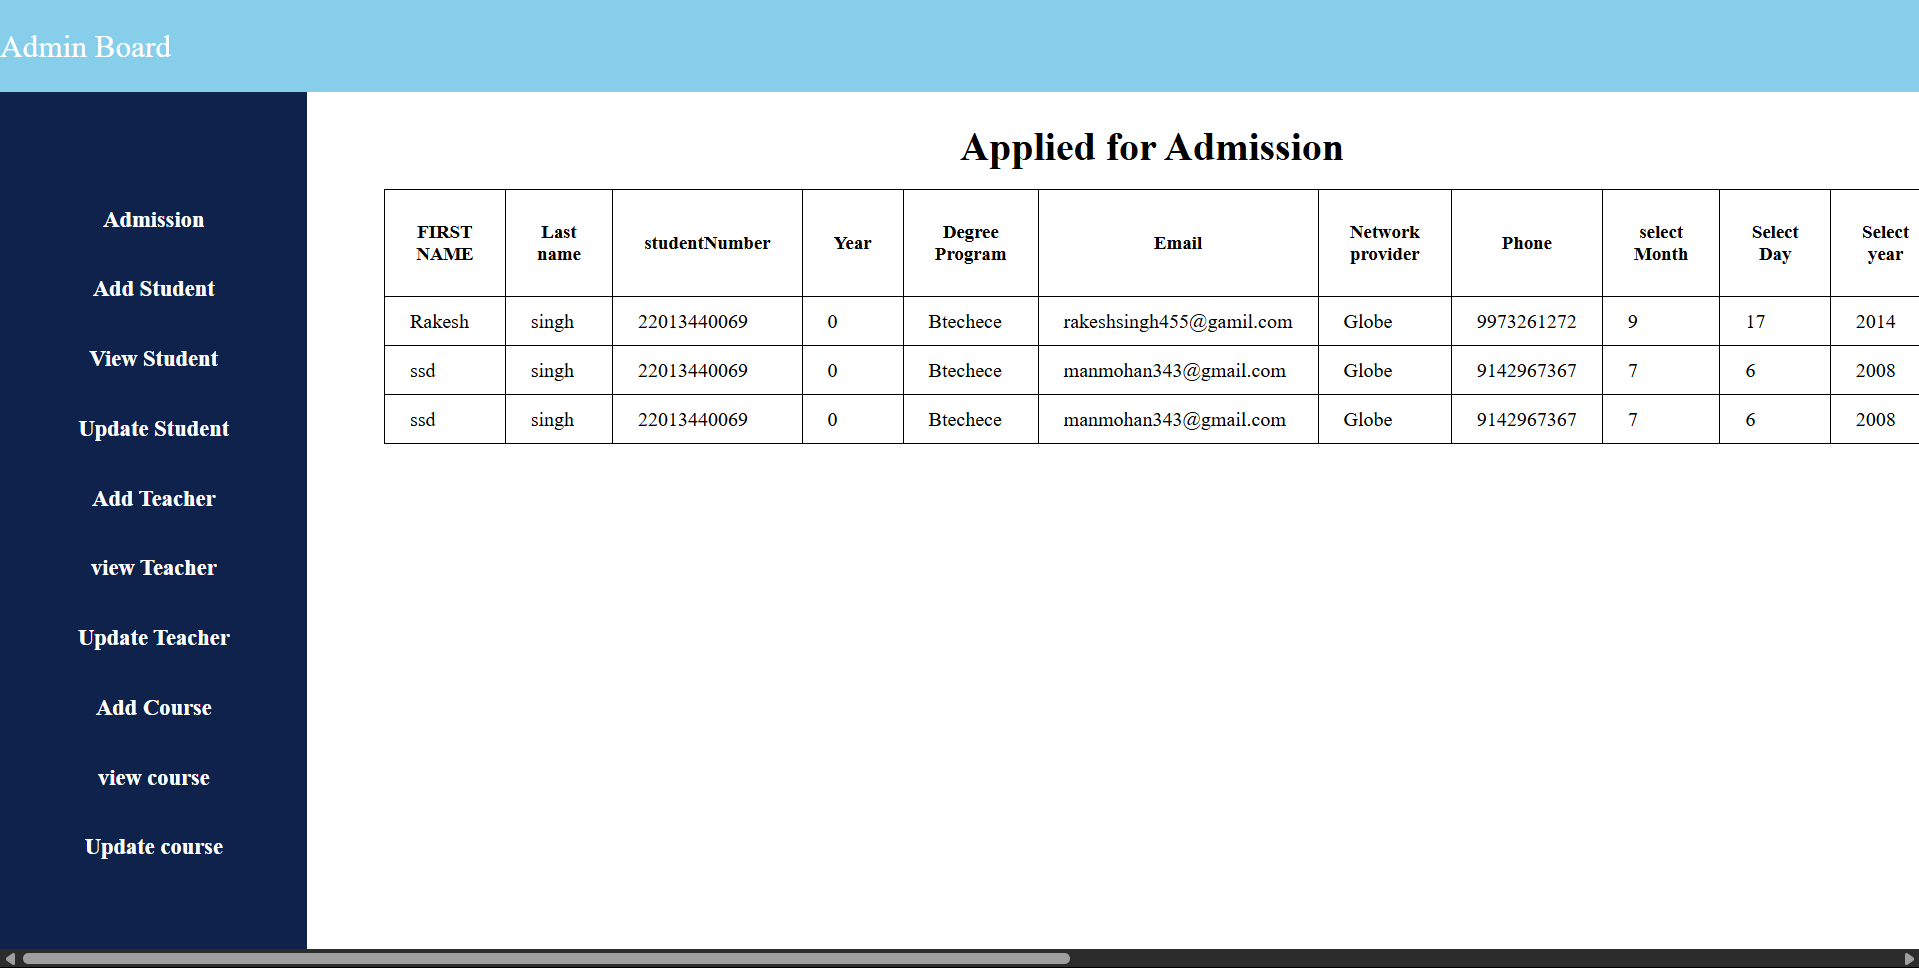 Admin Board
Admission
Add Student
View Student
Update Student
Add Teacher
view Teacher
Update Teacher
Add Course
view course
Update course
Applied for Admission
FIRST NAME Last name studentNumber Year Degree Program Email Network provider Phone select Month Select Day Select year
Rakesh singh 22013440069 0 Btechece rakeshsingh455@gamil.com Globe 9973261272 9 17 2014
ssd singh 22013440069 0 Btechece manmohan343@gmail.com Globe 9142967367 7 6 2008
ssd singh 22013440069 0 Btechece manmohan343@gmail.com Globe 9142967367 7 6 2008